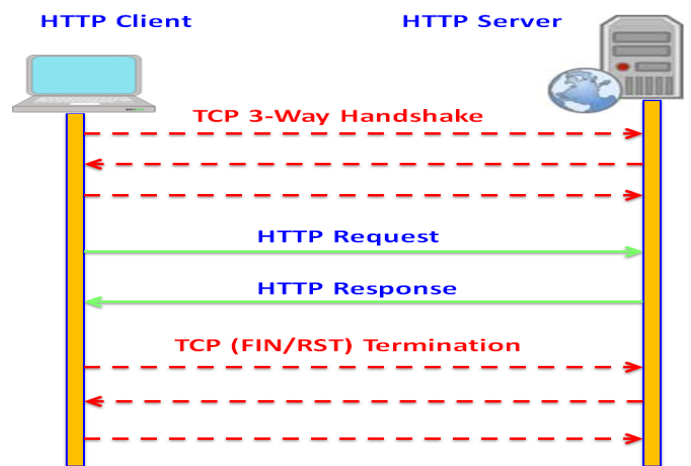 HTTP Client
HTTP Server
TCP 3-Way Handshake
HTTP Request
HTTP Response
TCP (FIN/RST) Termination